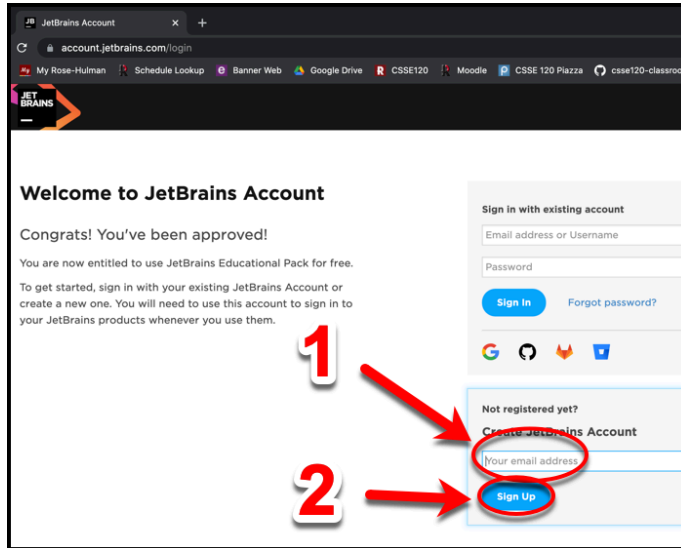 JetBrains Account
account.jetbrains.com/login
My Rose-Hulman Schedule Lookup Banner Web Google Drive CSSE120 Moodle CSSE 120 Piazza csse120-classroo
JET
BRAINS
Welcome to JetBrains Account
Congrats! You've been approved!
You are now entitled to use JetBrains Educational Pack for free.
To get started, sign in with your existing JetBrains Account or
create a new one. You will need to use this account to sign in to
your JetBrains products whenever you use them.
Sign in with existing account
Email address or Username
Password
Sign In Forgot password?
1
Not registered yet?
Create JetBrains Account
Your email address
2
Sign Up